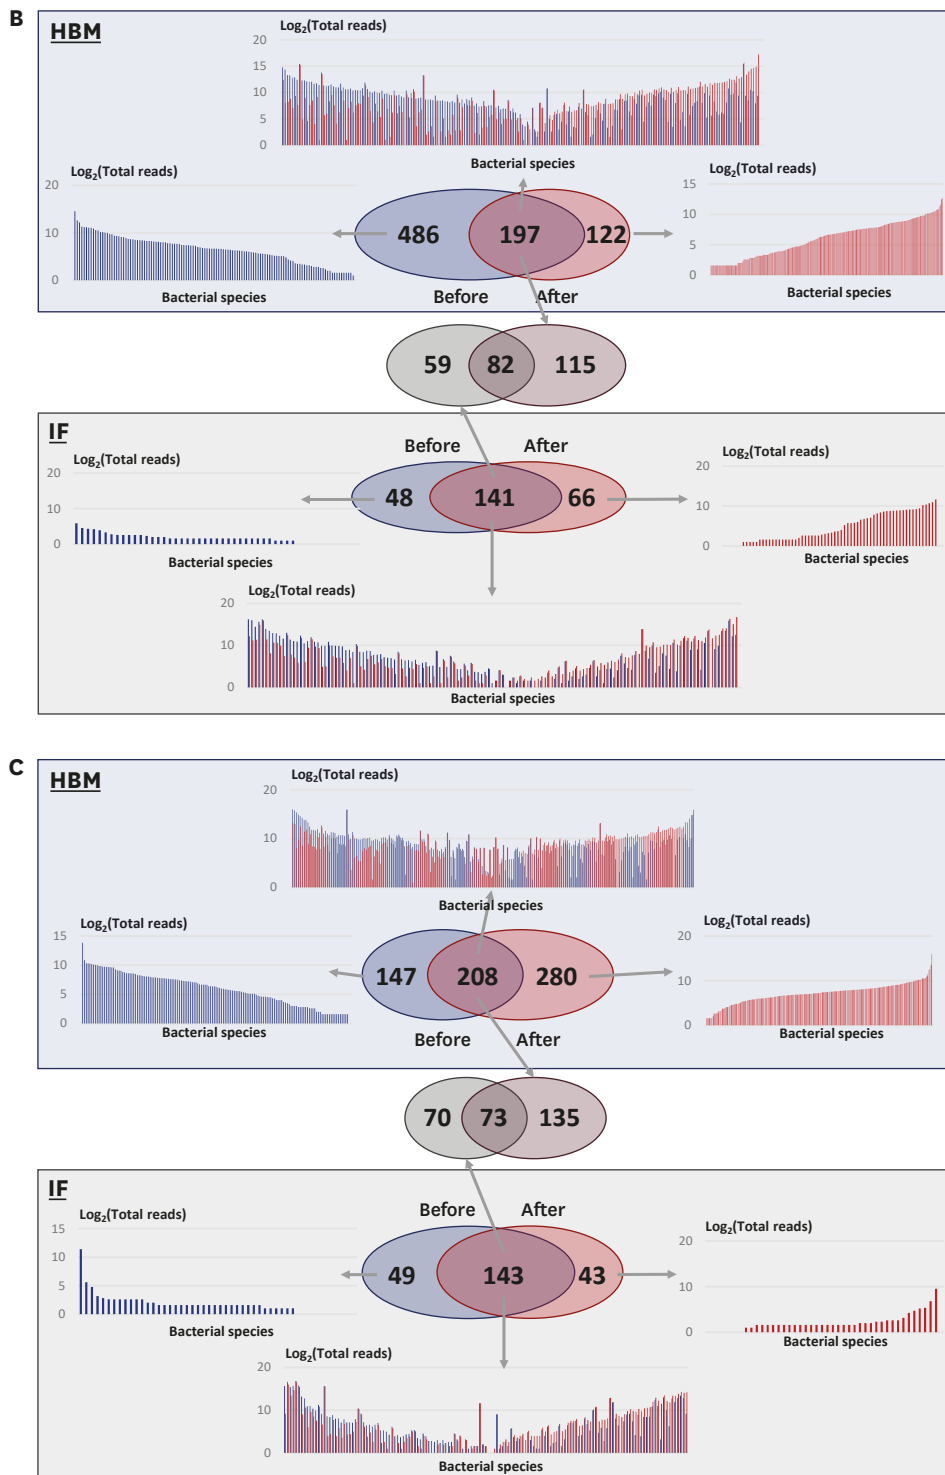 B
HBM
Log2(Total reads)
20
15
10
5
0
Bacterial species
Log2(Total reads)
20
10
0
Bacterial species
486
197
122
Before
After
Log2(Total reads)
15
10
5
0
Bacterial species
59
82
115
IF
Log2(Total reads)
20
10
0
Bacterial species
Before
After
48
141
66
Log2(Total reads)
20
10
0
Bacterial species
Log2(Total reads)
20
10
0
Bacterial species
C
HBM
Log2(Total reads)
20
10
0
Bacterial species
Log2(Total reads)
15
10
5
0
Bacterial species
147
208
280
Before
After
Log2(Total reads)
20
10
0
Bacterial species
70
73
135
IF
Log2(Total reads)
15
10
5
0
Bacterial species
Before
After
49
143
43
Log2(Total reads)
20
10
0
Bacterial species
Log2(Total reads)
20
10
0
Bacterial species